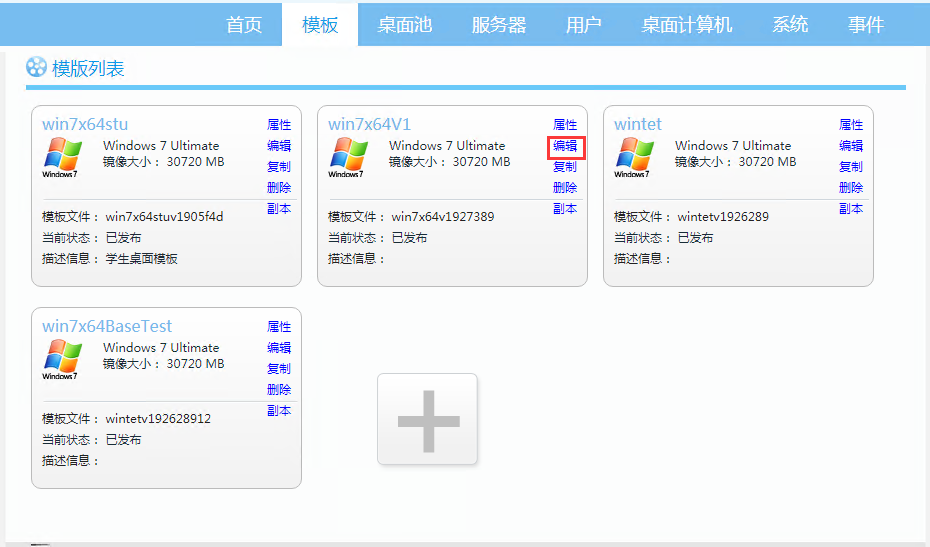 首页 模板 桌面池 服务器 用户 桌面计算机 系统 事件
模版列表
win7x64stu
属性
Windows 7 Ultimate
编辑
镜像大小： 30720 MB
复制
Windows 7
删除
副本
模板文件： win7x64stuv1905f4d
当前状态： 已发布
描述信息： 学生桌面模板
win7x64V1
属性
Windows 7 Ultimate
编辑
镜像大小： 30720 MB
复制
Windows 7
删除
副本
模板文件： win7x64v1927389
当前状态： 已发布
描述信息：
wintet
属性
Windows 7 Ultimate
编辑
镜像大小： 30720 MB
复制
Windows 7
删除
副本
模板文件： wintetv1926289
当前状态： 已发布
描述信息：
win7x64BaseTest
属性
Windows 7 Ultimate
编辑
镜像大小： 30720 MB
复制
Windows 7
删除
副本
模板文件： wintetv192628912
当前状态： 已发布
描述信息：